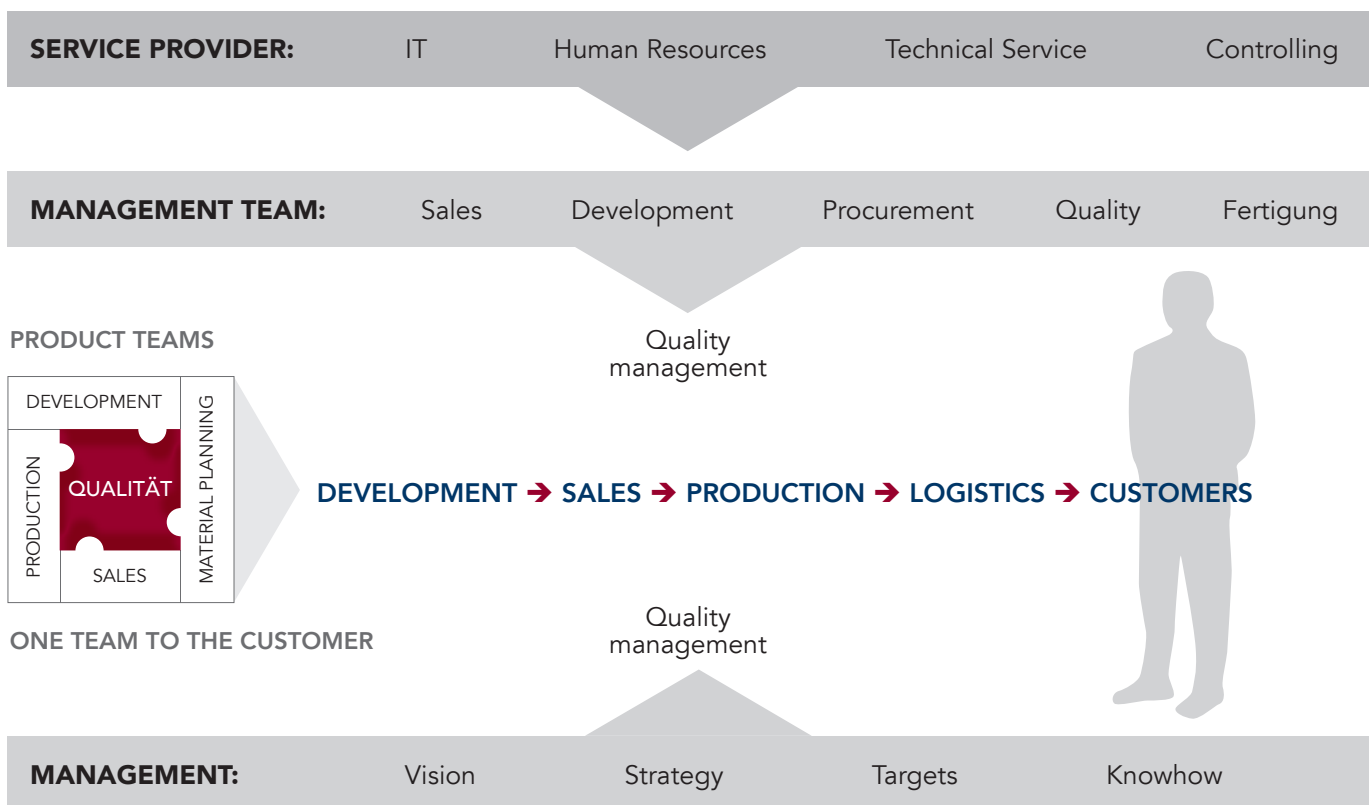 SERVICE PROVIDER: IT Human Resources Technical Service Controlling
MANAGEMENT TEAM: Sales Development Procurement Quality Fertigung
PRODUCT TEAMS
Quality
management
DEVELOPMENT
PRODUCTION
QUALITÄT
MATERIAL PLANNING
SALES
DEVELOPMENT ➔ SALES ➔ PRODUCTION ➔ LOGISTICS ➔ CUSTOMERS
ONE TEAM TO THE CUSTOMER
Quality
management
MANAGEMENT: Vision Strategy Targets Knowhow